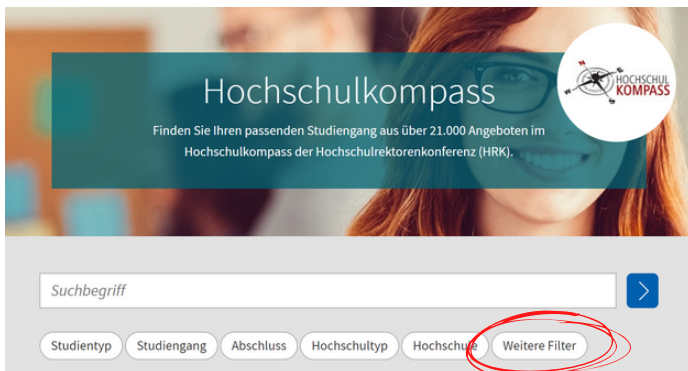 Hochschulkompass
HOCHSCHUL
KOMPASS
Finden Sie Ihren passenden Studiengang aus über 21.000 Angeboten im
Hochschulkompass der Hochschulrektorenkonferenz (HRK).
Suchbegriff
Studientyp Studiengang Abschluss Hochschultyp Hochschule Weitere Filter